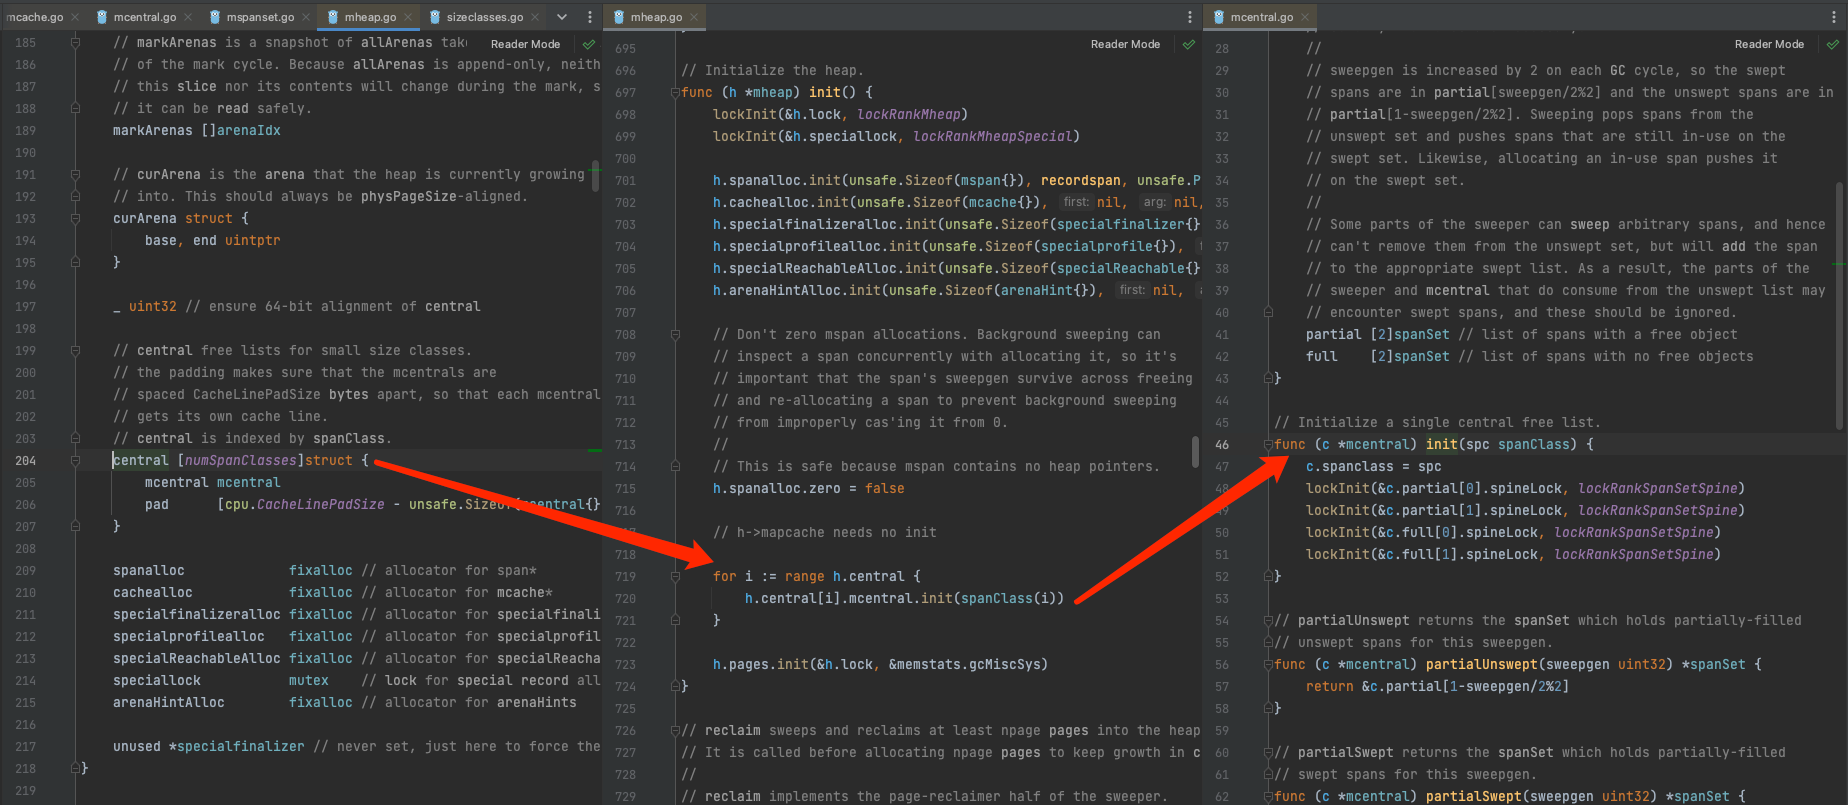 mcache.go
mcentral.go
mspanset.go
mheap.go
sizeclasses.go
Reader Mode
185 // markArenas is a snapshot of allArenas take
186 // of the mark cycle. Because allArenas is append-only, neith
187 // this slice nor its contents will change during the mark, s
188 // it can be read safely.
189 markArenas []arenaIdx
190
191 // curArena is the arena that the heap is currently growing
192 // into. This should always be physPageSize-aligned.
193 curArena struct {
194 base, end uintptr
195 }
196
197 _ uint32 // ensure 64-bit alignment of central
198
199 // central free lists for small size classes.
200 // the padding makes sure that the mcentrals are
201 // spaced CacheLinePadSize bytes apart, so that each mcentral
202 // gets its own cache line.
203 // central is indexed by spanClass.
204 central [numSpanClasses]struct {
205 mcentral mcentral
206 pad [cpu.CacheLinePadSize - unsafe.Sizeof(mcentral{}
207 }
208
209 spanalloc fixalloc // allocator for span*
210 cachealloc fixalloc // allocator for mcache*
211 specialfinalizeralloc fixalloc // allocator for specialfinali
212 specialprofilealloc fixalloc // allocator for specialprofil
213 specialReachableAlloc fixalloc // allocator for specialReacha
214 speciallock mutex // lock for special record all
215 arenaHintAlloc fixalloc // allocator for arenaHints
216
217 unused *specialfinalizer // never set, just here to force the
218 }
219
mheap.go
Reader Mode
695
696 // Initialize the heap.
697 func (h *mheap) init() {
698 lockInit(&h.lock, lockRankMheap)
699 lockInit(&h.speciallock, lockRankMheapSpecial)
700
701 h.spanalloc.init(unsafe.Sizeof(mspan{}), recordspan, unsafe.P
702 h.cachealloc.init(unsafe.Sizeof(mcache{}), first: nil, arg: nil,
703 h.specialfinalizeralloc.init(unsafe.Sizeof(specialfinalizer{}
704 h.specialprofilealloc.init(unsafe.Sizeof(specialprofile{}),
705 h.specialReachableAlloc.init(unsafe.Sizeof(specialReachable{}
706 h.arenaHintAlloc.init(unsafe.Sizeof(arenaHint{}), first: nil,
707
708 // Don't zero mspan allocations. Background sweeping can
709 // inspect a span concurrently with allocating it, so it's
710 // important that the span's sweepgen survive across freeing
711 // and re-allocating a span to prevent background sweeping
712 // from improperly cas'ing it from 0.
713 //
714 // This is safe because mspan contains no heap pointers.
715 h.spanalloc.zero = false
// h->mapcache needs no init
718
719 for i := range h.central {
720 h.central[i].mcentral.init(spanClass(i))
721 }
722
723 h.pages.init(&h.lock, &memstats.gcMiscSys)
724 }
725
726 // reclaim sweeps and reclaims at least npage pages into the heap
727 // It is called before allocating npage pages to keep growth in c
728 //
729 // reclaim implements the page-reclaimer half of the sweeper.
mcentral.go
Reader Mode
28 //
29 // sweepgen is increased by 2 on each GC cycle, so the swept
30 // spans are in partial[sweepgen/2%2] and the unswept spans are in
31 // partial[1-sweepgen/2%2]. Sweeping pops spans from the
32 // unswept set and pushes spans that are still in-use on the
33 // swept set. Likewise, allocating an in-use span pushes it
34 // on the swept set.
35 //
36 // Some parts of the sweeper can sweep arbitrary spans, and hence
37 // can't remove them from the unswept set, but will add the span
38 // to the appropriate swept list. As a result, the parts of the
39 // sweeper and mcentral that do consume from the unswept list may
40 // encounter swept spans, and these should be ignored.
41 partial [2]spanSet // list of spans with a free object
42 full [2]spanSet // list of spans with no free objects
43 }
44
45 // Initialize a single central free list.
46 func (c *mcentral) init(spc spanClass) {
47 c.spanclass = spc
48 lockInit(&c.partial[0].spineLock, lockRankSpanSetSpine)
49 lockInit(&c.partial[1].spineLock, lockRankSpanSetSpine)
50 lockInit(&c.full[0].spineLock, lockRankSpanSetSpine)
51 lockInit(&c.full[1].spineLock, lockRankSpanSetSpine)
52 }
53
54 // partialUnswept returns the spanSet which holds partially-filled
55 // unswept spans for this sweepgen.
56 func (c *mcentral) partialUnswept(sweepgen uint32) *spanSet {
57 return &c.partial[1-sweepgen/2%2]
58 }
59
60 // partialSwept returns the spanSet which holds partially-filled
61 // swept spans for this sweepgen.
62 func (c *mcentral) partialSwept(sweepgen uint32) *spanSet {